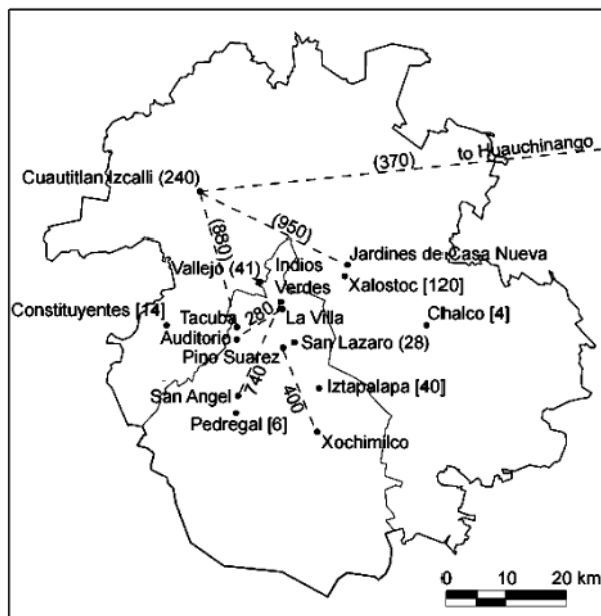 to Huauchinango
(370)
Cuautitlan Izcalli (240)
(950)
(880)
Jardines de Casa Nueva
Vallejo (41)
Indios
Verdes
Xalostoc [120]
Constituyentes [14]
Tacuba
280
La Villa
Chalco [4]
Auditorio
Pino Suarez
San Lazaro (28)
740
400
Iztapalapa [40]
San Angel
Pedregal [6]
Xochimilco
0 10 20 km